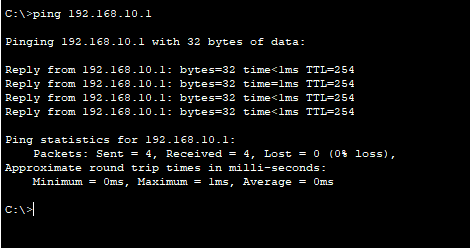 C:\>ping 192.168.10.1
Pinging 192.168.10.1 with 32 bytes of data:
Reply from 192.168.10.1: bytes=32 time<1ms TTL=254
Reply from 192.168.10.1: bytes=32 time=1ms TTL=254
Reply from 192.168.10.1: bytes=32 time<1ms TTL=254
Reply from 192.168.10.1: bytes=32 time<1ms TTL=254
Ping statistics for 192.168.10.1:
    Packets: Sent = 4, Received = 4, Lost = 0 (0% loss),
Approximate round trip times in milli-seconds:
    Minimum = 0ms, Maximum = 1ms, Average = 0ms
C:\>